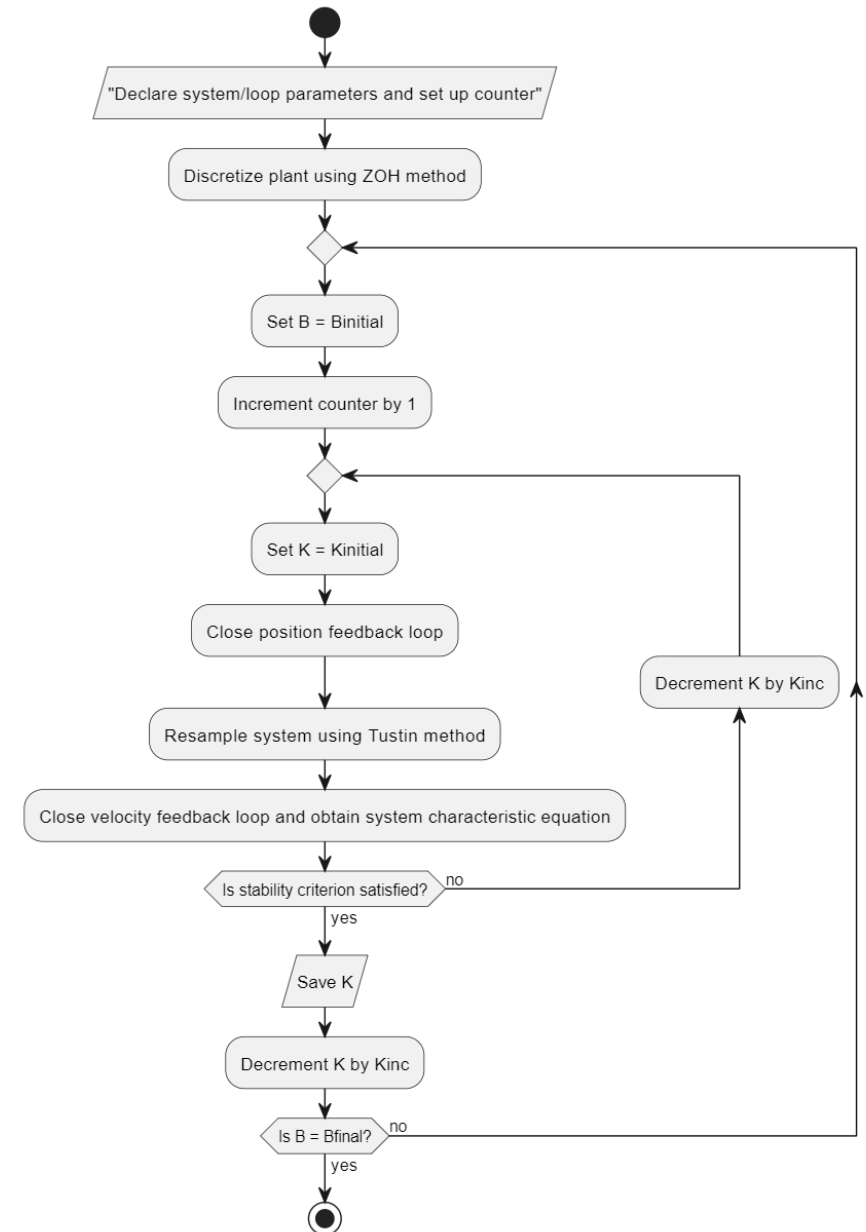 "Declare system/loop parameters and set up counter"
Discretize plant using ZOH method
Set B = Binitial
Increment counter by 1
Set K = Kinitial
Close position feedback loop
Decrement K by Kinc
Resample system using Tustin method
Close velocity feedback loop and obtain system characteristic equation
Is stability criterion satisfied?
no
yes
Save K
Decrement K by Kinc
Is B = Bfinal?
no
yes